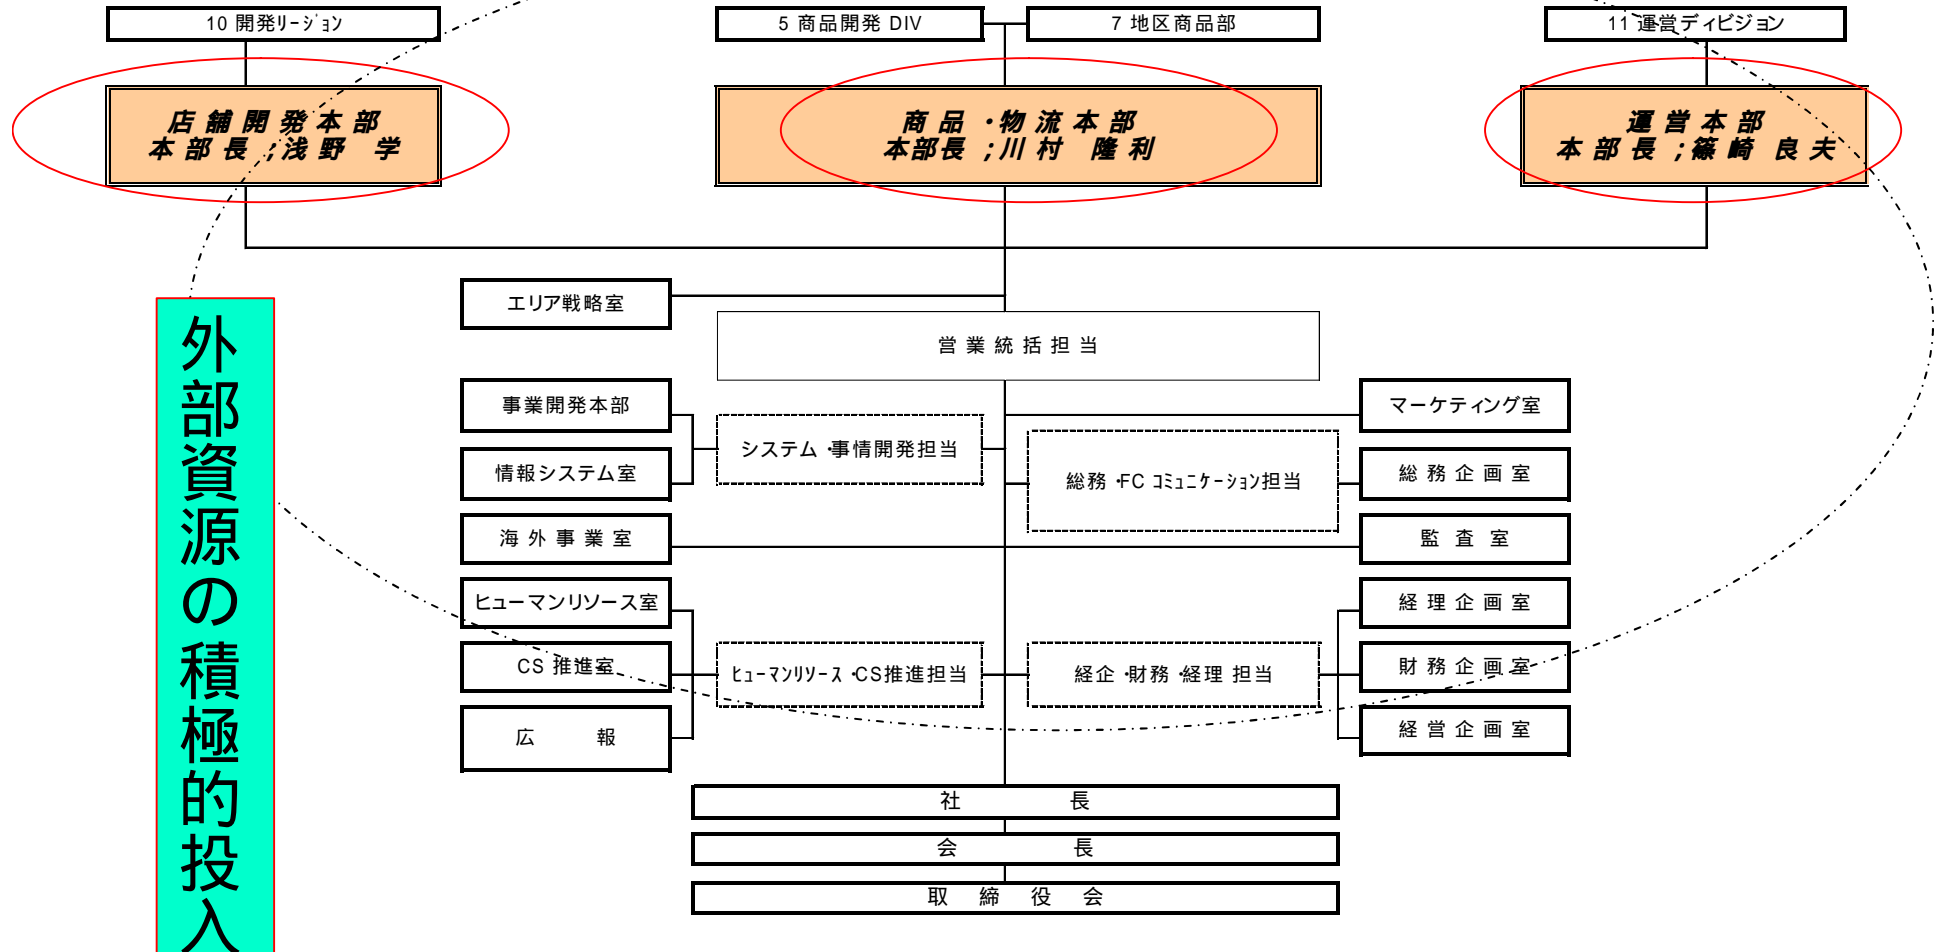 10 開発ﾘｰｼﾞｮﾝ
5 商品開発 DIV
7 地区商品部
11 運営ディビジョン
店舗開発本部
本部長;浅野 学
商品・物流本部
本部長;川村 隆利
運営本部
本部長;篠崎 良夫
エリア戦略室
営業統括担当
事業開発本部
システム・事情開発担当
マーケティング室
情報システム室
総務・FC ｺﾐｭﾆｹｰｼｮﾝ担当
総務企画室
海外事業室
監査室
ヒューマンリソース室
経理企画室
CS 推進室
ﾋｭｰﾏﾝﾘｿｰｽ・CS推進担当
経企・財務・経理 担当
財務企画室
広報
経営企画室
社長
会長
取締役会
外部資源の積極的投入